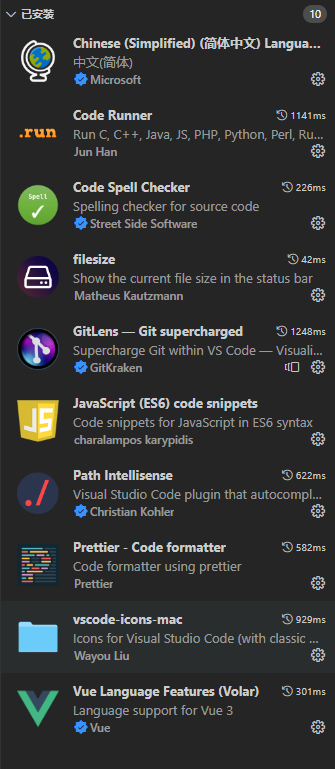 已安装 10
Chinese (Simplified) (简体中文) Langua...
中文(简体)
Microsoft
.run
Code Runner 1141ms
Run C, C++, Java, JS, PHP, Python, Perl, Ru...
Jun Han
Spell
Code Spell Checker 226ms
Spelling checker for source code
Street Side Software
filesize 42ms
Show the current file size in the status bar
Matheus Kautzmann
GitLens — Git supercharged 1248ms
Supercharge Git within VS Code — Visuali...
GitKraken
JS
JavaScript (ES6) code snippets
Code snippets for JavaScript in ES6 syntax
charalampos karypidis
./
Path Intellisense 622ms
Visual Studio Code plugin that autocompl...
Christian Kohler
Prettier - Code formatter 582ms
Code formatter using prettier
Prettier
vscode-icons-mac 929ms
Icons for Visual Studio Code (with classic ...
Wayou Liu
Vue Language Features (Volar) 301ms
Language support for Vue 3
Vue